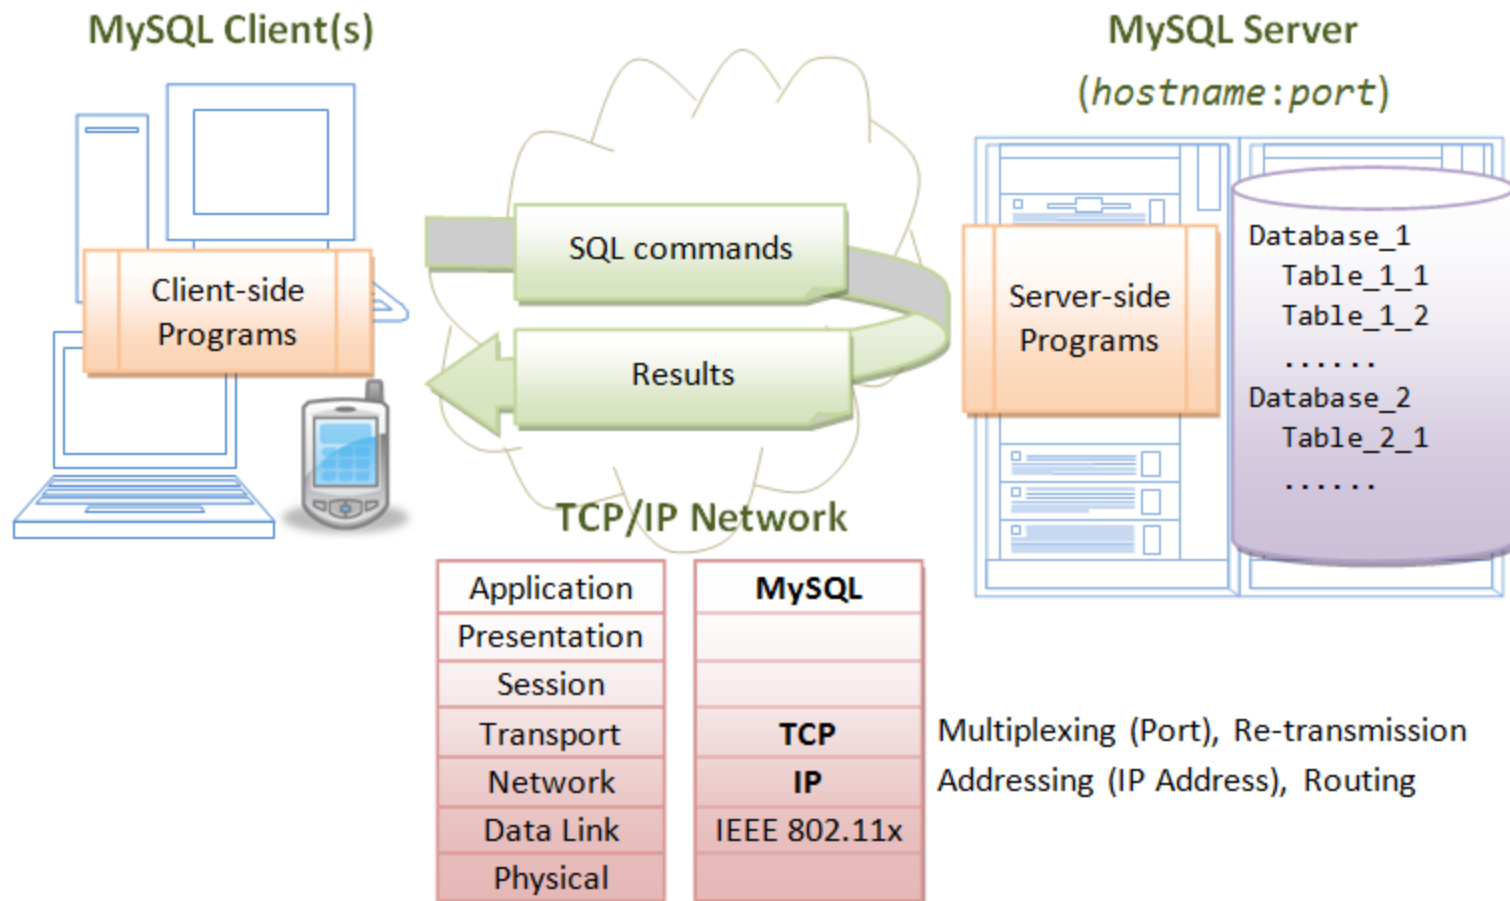 MySQL Client(s)
MySQL Server
(hostname:port)
Client-side
Programs
SQL commands
Results
Server-side
Programs
Database_1
Table_1_1
Table_1_2
......
Database_2
Table_2_1
......
TCP/IP Network
Application MySQL
Presentation
Session
Transport TCP Multiplexing (Port), Re-transmission
Network IP Addressing (IP Address), Routing
Data Link IEEE 802.11x
Physical